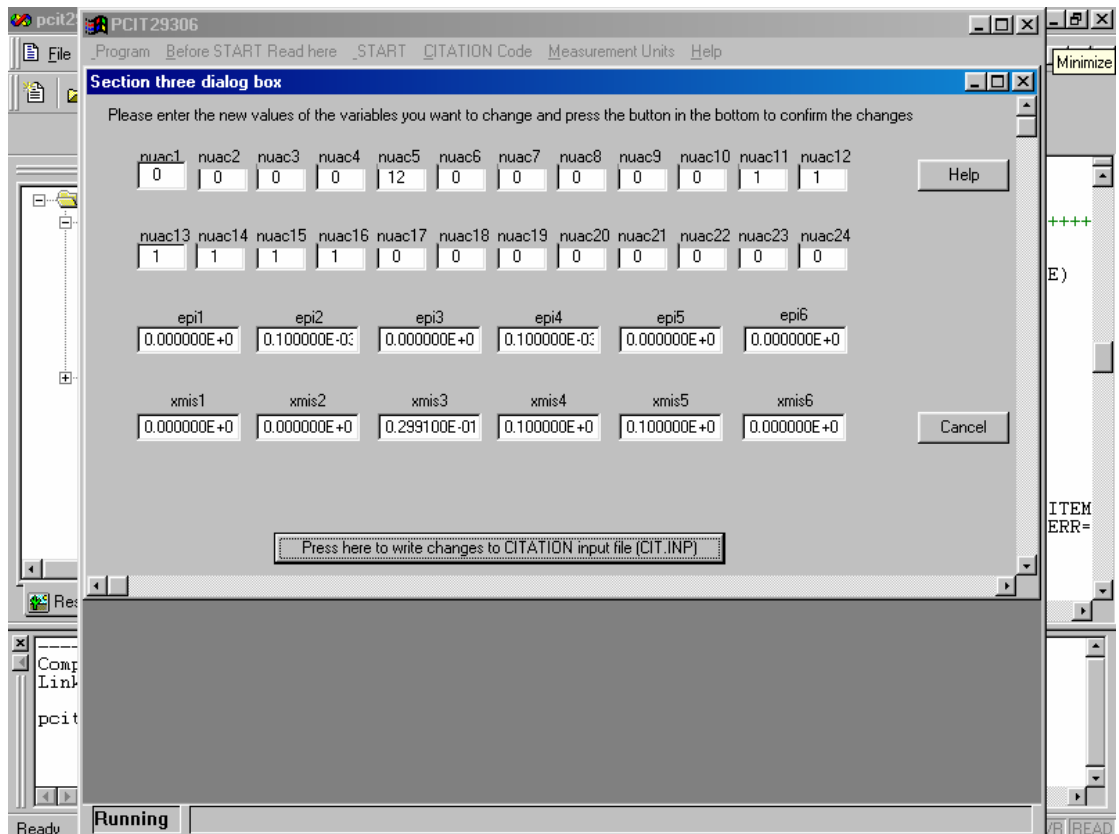 pcit2
PCIT29306
File
_Program Before START Read here _START CITATION Code Measurement Units Help
Minimize
Section three dialog box
Please enter the new values of the variables you want to change and press the button in the bottom to confirm the changes
nuac1 nuac2 nuac3 nuac4 nuac5 nuac6 nuac7 nuac8 nuac9 nuac10 nuac11 nuac12
0 0 0 0 12 0 0 0 0 0 1 1
Help
nuac13 nuac14 nuac15 nuac16 nuac17 nuac18 nuac19 nuac20 nuac21 nuac22 nuac23 nuac24
1 1 1 1 0 0 0 0 0 0 0 0
++++
E)
epi1 epi2 epi3 epi4 epi5 epi6
0.000000E+0 0.100000E-03 0.000000E+0 0.100000E-03 0.000000E+0 0.000000E+0
xmis1 xmis2 xmis3 xmis4 xmis5 xmis6
0.000000E+0 0.000000E+0 0.299100E-01 0.100000E+0 0.100000E+0 0.000000E+0
Cancel
ITEM
ERR=
Press here to write changes to CITATION input file (CIT.INP)
Res
Comp
Link
pcit
Running
Ready
READ